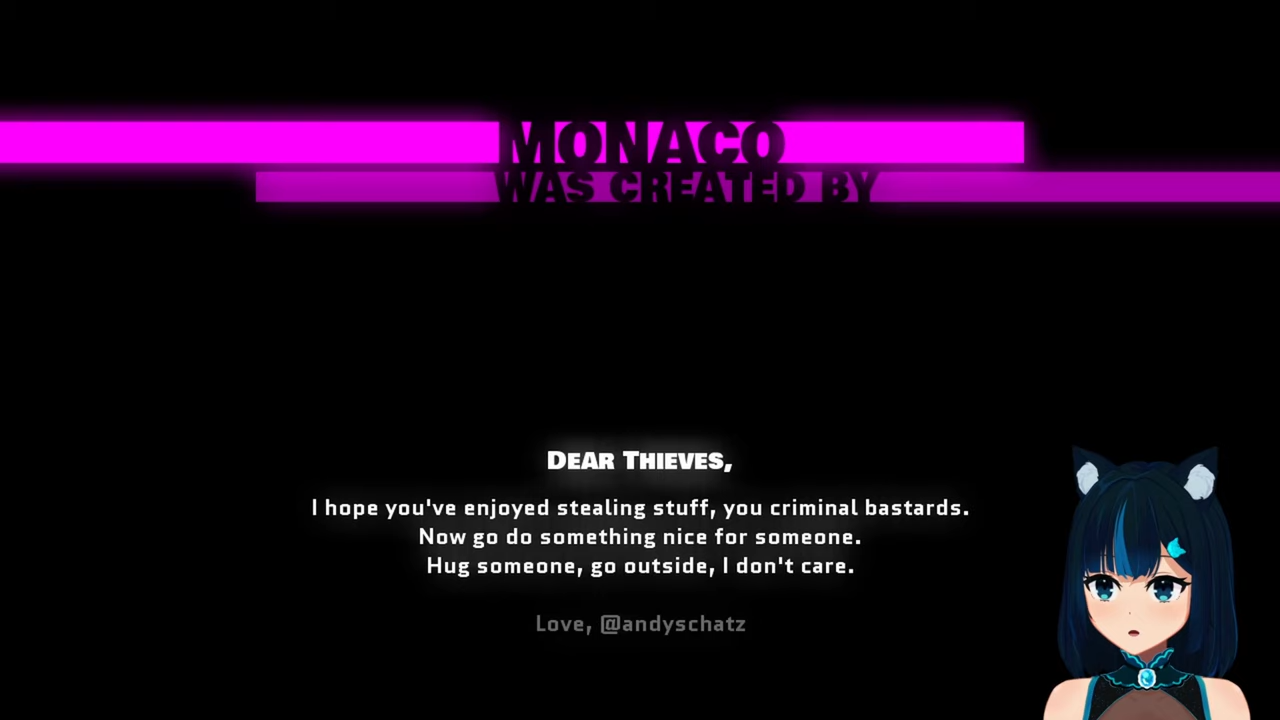 MONACO
WAS CREATED BY
DEAR THIEVES,
I hope you've enjoyed stealing stuff, you criminal bastards.
Now go do something nice for someone.
Hug someone, go outside, I don't care.
Love, @andyschatz